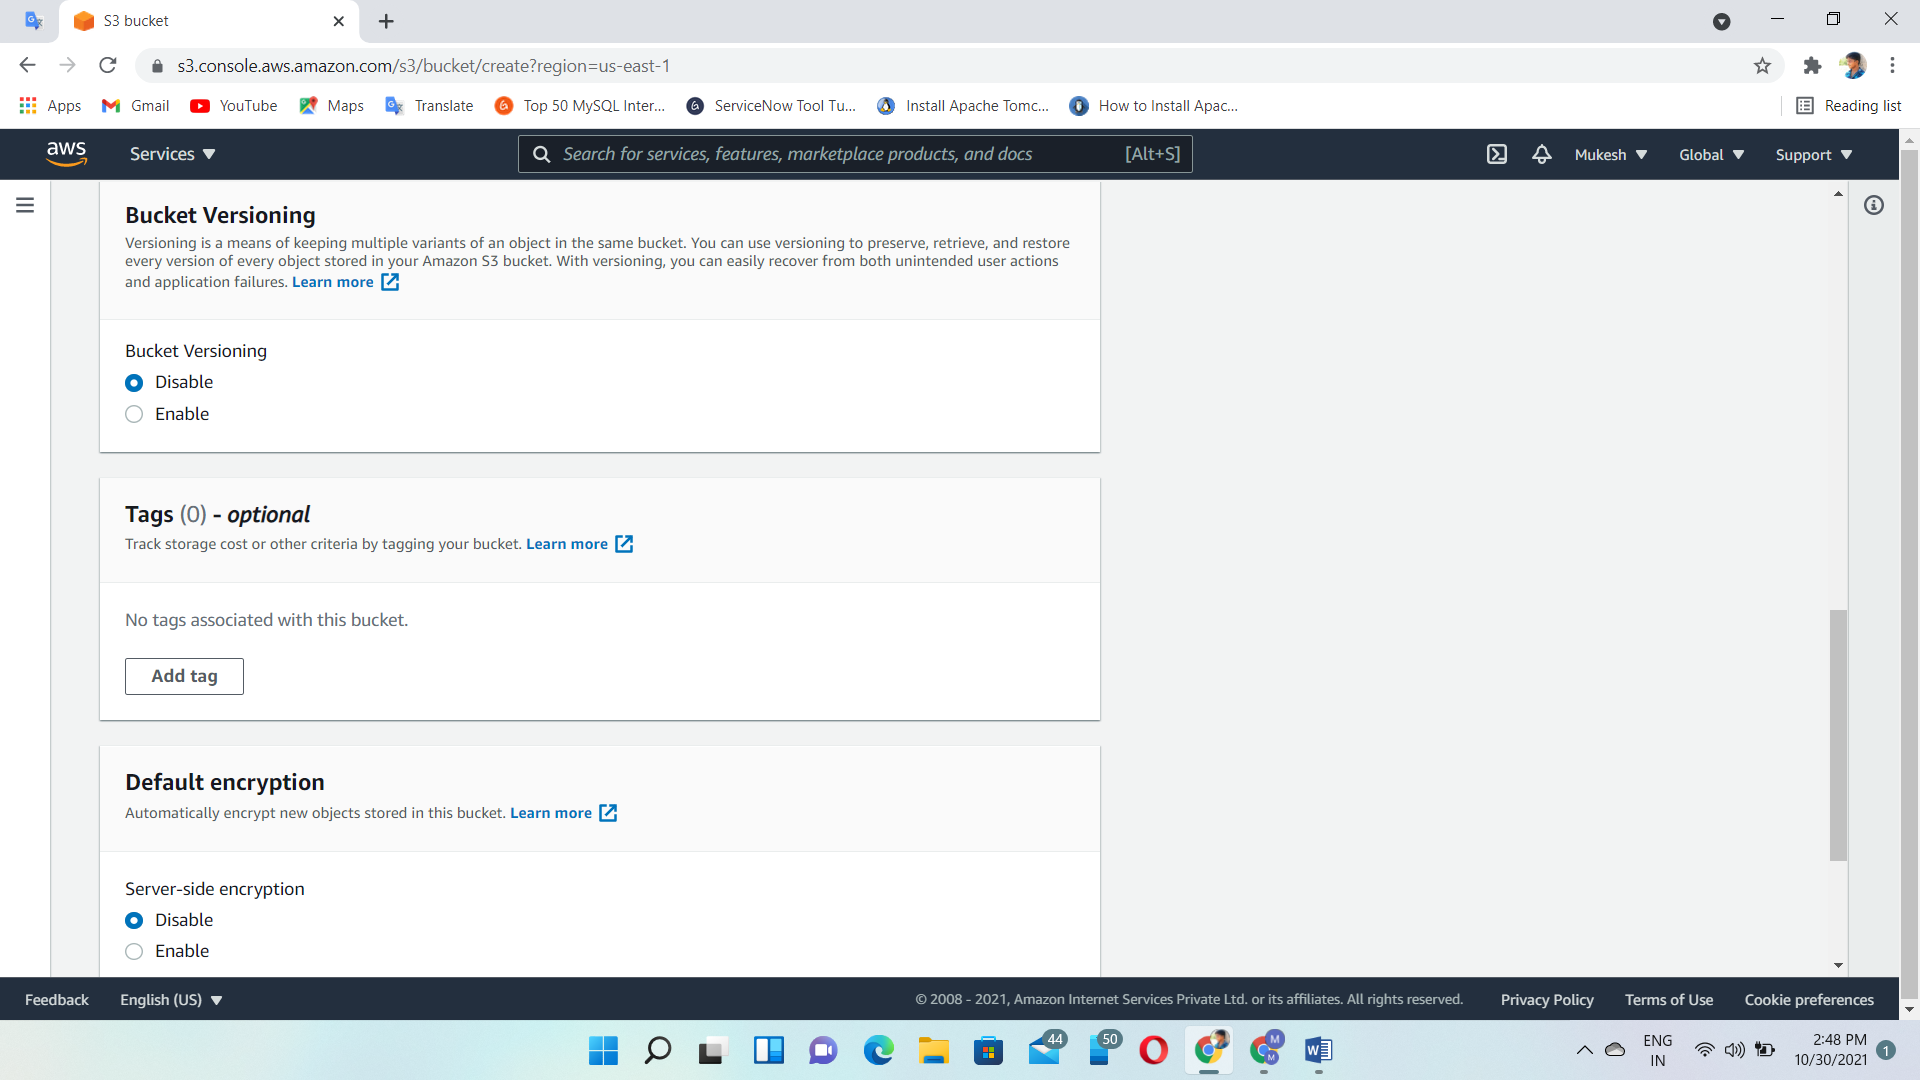 S3 bucket
s3.console.aws.amazon.com/s3/bucket/create?region=us-east-1
Apps Gmail YouTube Maps Translate Top 50 MySQL Inter... ServiceNow Tool Tu... Install Apache Tomc... How to Install Apac... Reading list
aws Services Search for services, features, marketplace products, and docs [Alt+S] Mukesh Global Support
Bucket Versioning
Versioning is a means of keeping multiple variants of an object in the same bucket. You can use versioning to preserve, retrieve, and restore
every version of every object stored in your Amazon S3 bucket. With versioning, you can easily recover from both unintended user actions
and application failures. Learn more
Bucket Versioning
Disable
Enable
Tags (0) - optional
Track storage cost or other criteria by tagging your bucket. Learn more
No tags associated with this bucket.
Add tag
Default encryption
Automatically encrypt new objects stored in this bucket. Learn more
Server-side encryption
Disable
Enable
Feedback English (US) © 2008 - 2021, Amazon Internet Services Private Ltd. or its affiliates. All rights reserved. Privacy Policy Terms of Use Cookie preferences
44 50 M M W
ENG
IN
2:48 PM
10/30/2021
1